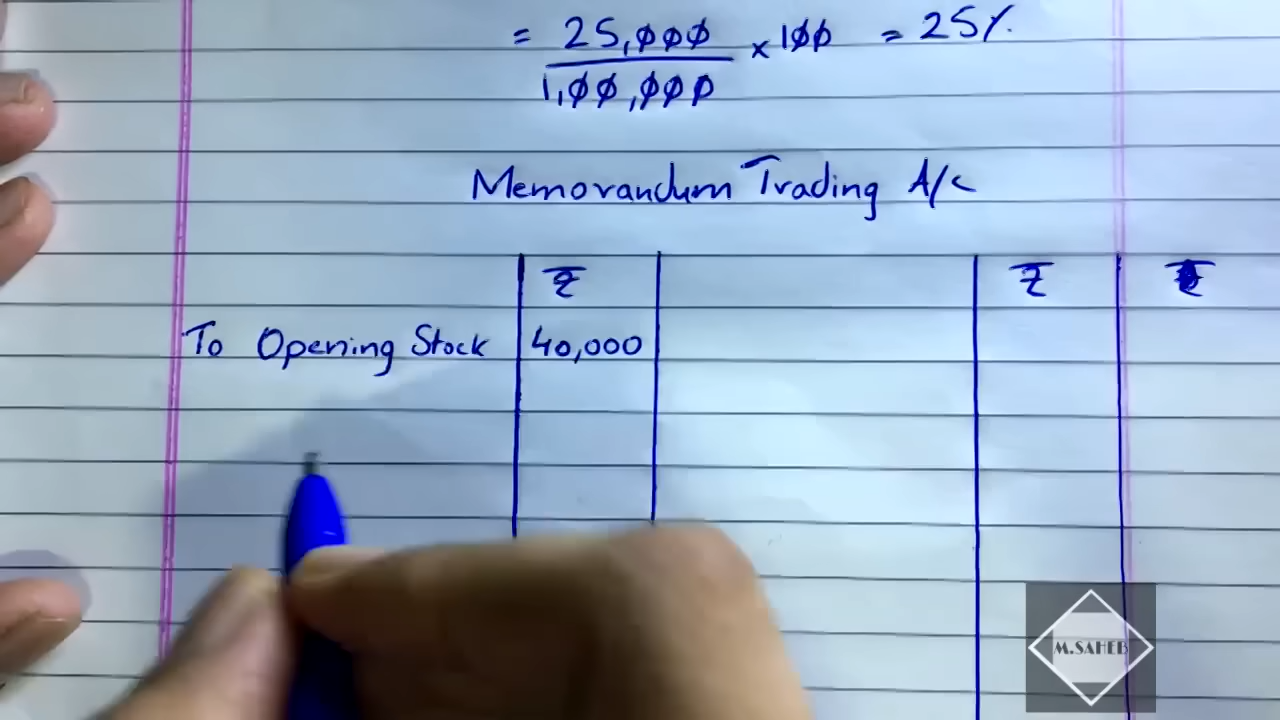 = 25,000 / 1,00,000 × 100 = 25%.
Memorandum Trading A/c
₹ ₹
To Opening Stock 40,000
M.SAHEB